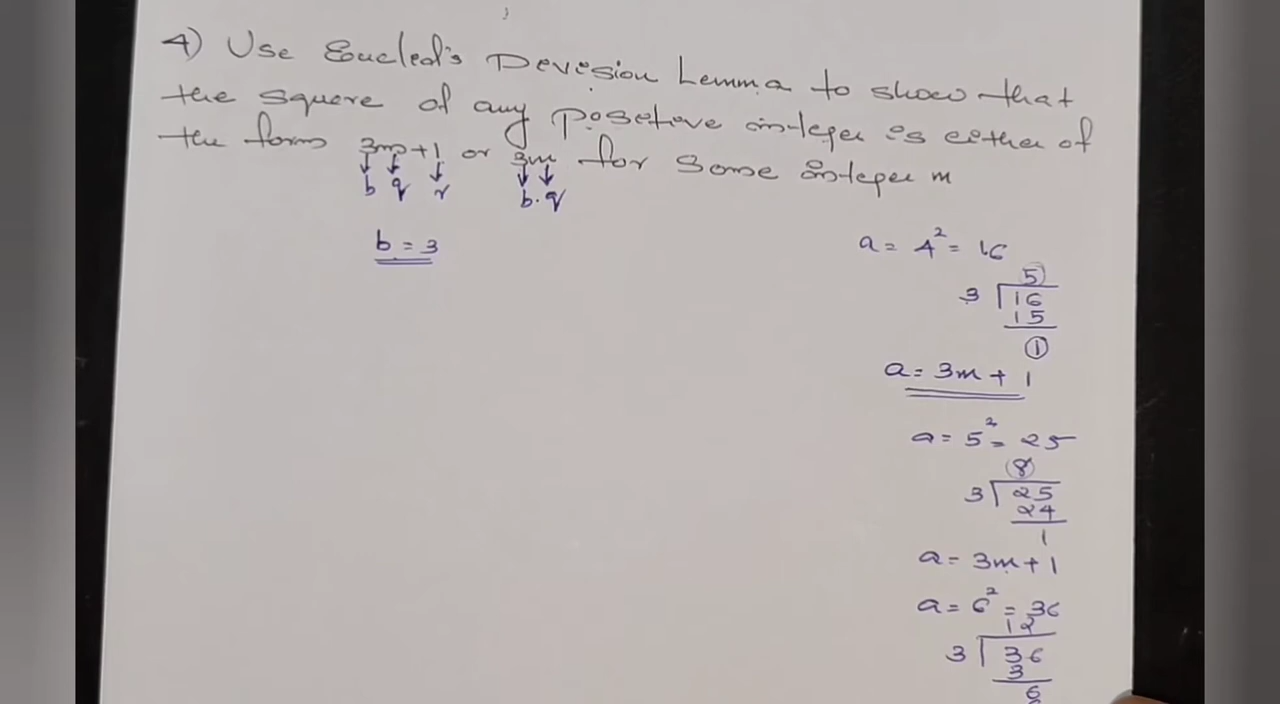 4) Use Euclid's Division Lemma to show that
the square of any positive integer is either of
the form 3m+1 or 3m for some integer m
b q r b.q
b = 3
a = 4² = 16
5
3 16
15
1
a = 3m + 1
a = 5² = 25
8
3 25
24
1
a = 3m + 1
a = 6² = 36
12
3 36
3
6